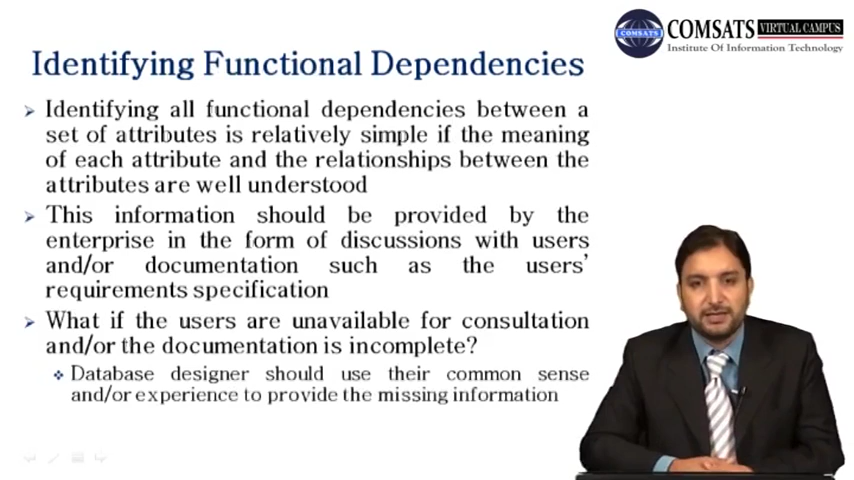 COMSATS
COMSATS VIRTUAL CAMPUS
Institute Of Information Technology
Identifying Functional Dependencies
Identifying all functional dependencies between a
set of attributes is relatively simple if the meaning
of each attribute and the relationships between the
attributes are well understood
This information should be provided by the
enterprise in the form of discussions with users
and/or documentation such as the users'
requirements specification
What if the users are unavailable for consultation
and/or the documentation is incomplete?
Database designer should use their common sense
and/or experience to provide the missing information